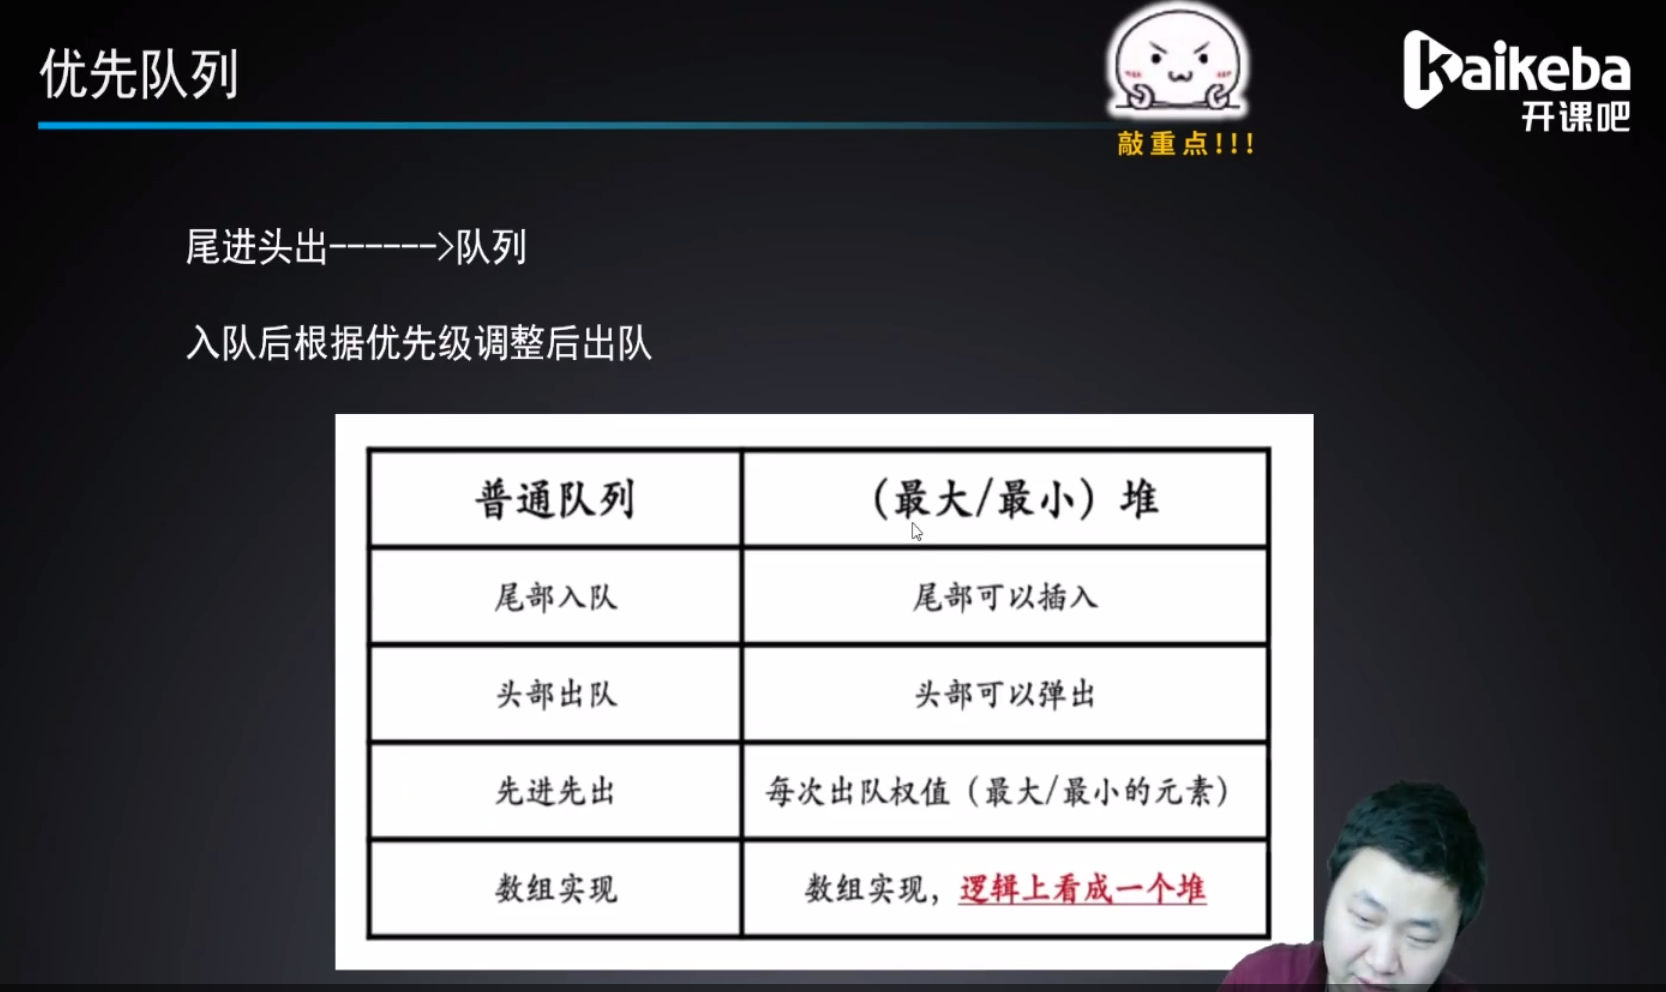 优先队列
Kaikeba
开课吧
敲重点!!!
尾进头出------>队列
入队后根据优先级调整后出队
普通队列 （最大/最小）堆
尾部入队 尾部可以插入
头部出队 头部可以弹出
先进先出 每次出队权值（最大/最小的元素）
数组实现 数组实现，逻辑上看成一个堆